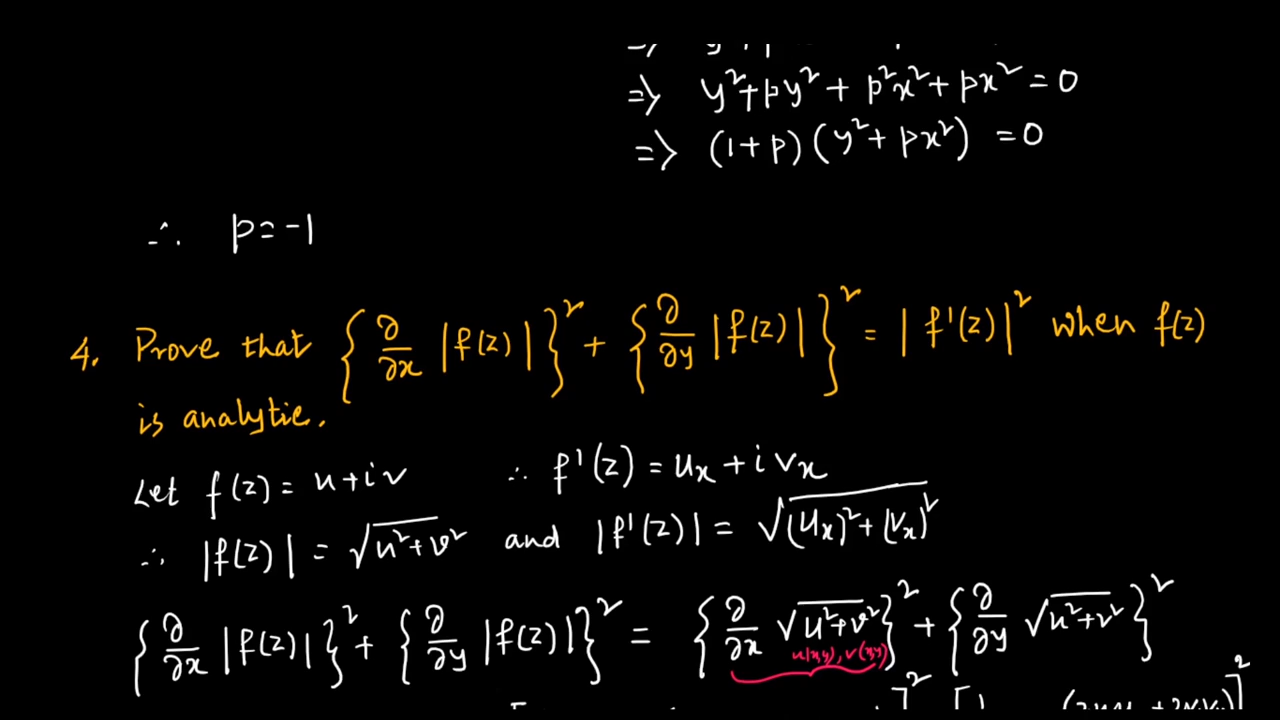 => y²+py²+p²x²+px² = 0
=> (1+p)(y²+px²) = 0
∴ p=-1
4. Prove that {∂/∂x |f(z)|}² + {∂/∂y |f(z)|}² = |f'(z)|² when f(z)
is analytic.
Let f(z) = u+iv ∴ f'(z) = uₓ+ivₓ
∴ |f(z)| = √(u²+v²) and |f'(z)| = √((uₓ)²+(vₓ)²)
{∂/∂x |f(z)|}² + {∂/∂y |f(z)|}² = {∂/∂x √(u²+v²)}² + {∂/∂y √(u²+v²)}²
u(x,y), v(x,y)